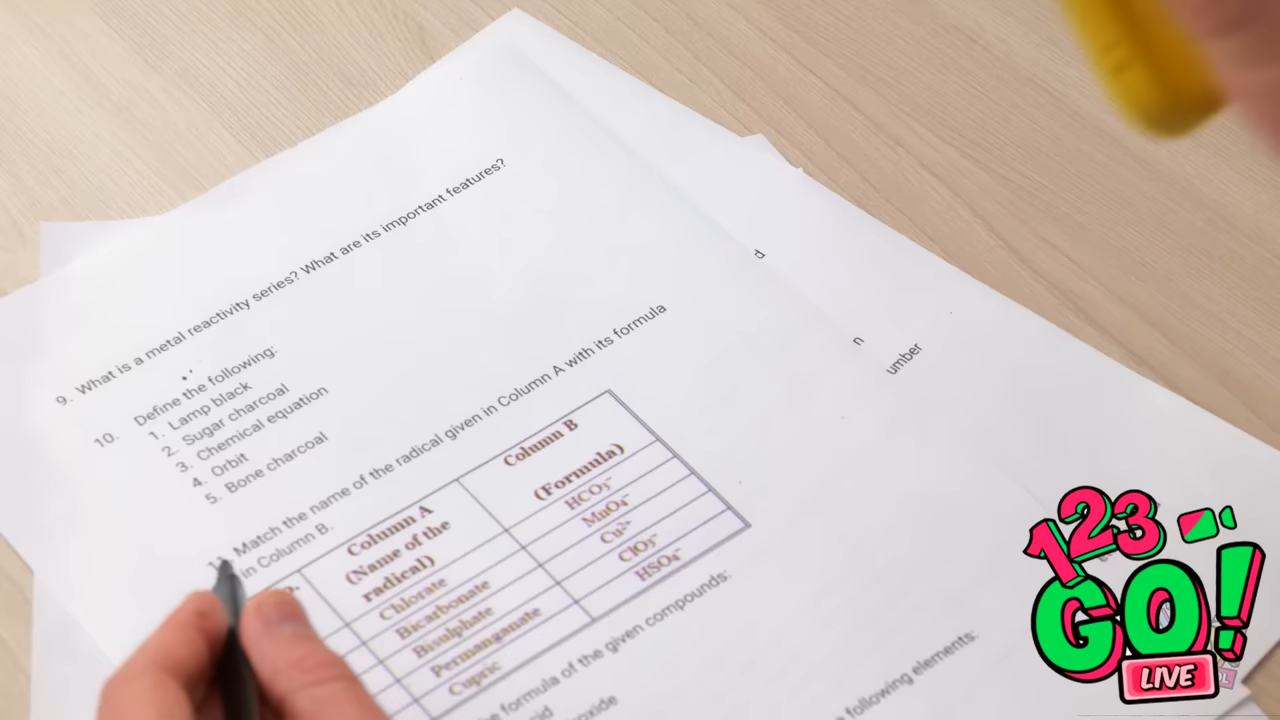 9. What is a metal reactivity series? What are its important features?
10. Define the following:
1. Lamp black
2. Sugar charcoal
3. Chemical equation
4. Orbit
5. Bone charcoal
11. Match the name of the radical given in Column A with its formula
in Column B.
Column A
(Name of the
radical)
Column B
(Formula)
Chlorate
HCO₃⁻
Bicarbonate
MnO₄⁻
Bisulphate
Cu²⁺
Permanganate
ClO₃⁻
Cupric
HSO₄⁻
formula of the given compounds:
d
n
umber
following elements:
123
GO!
LIVE